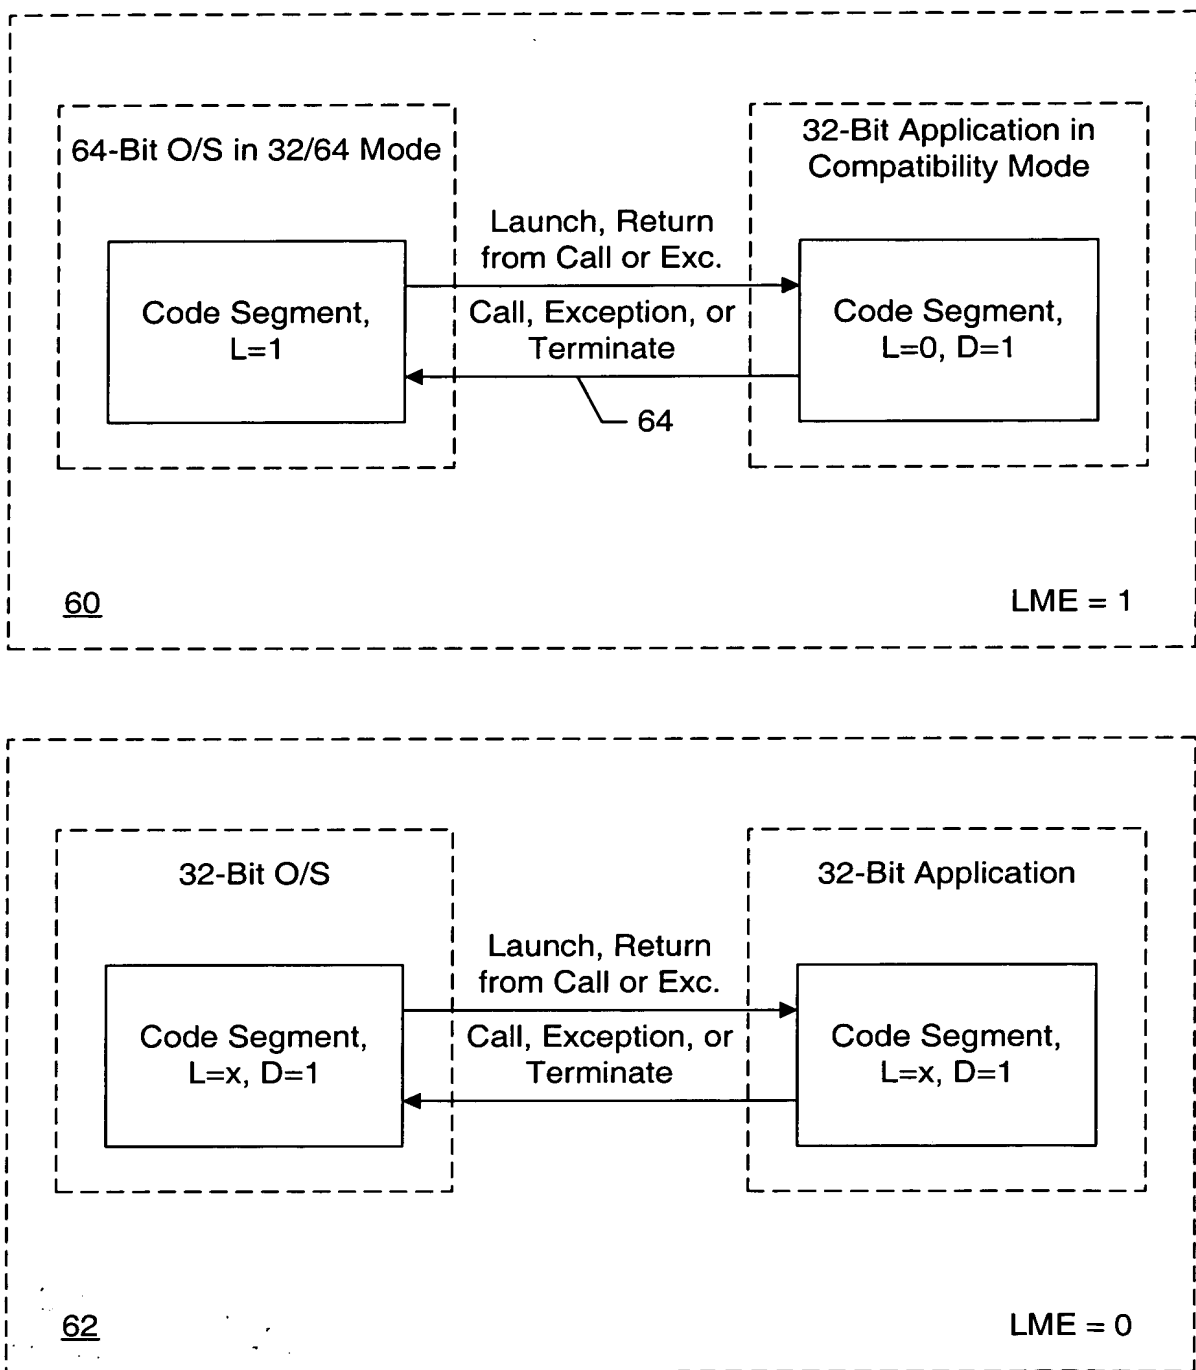 64-Bit O/S in 32/64 Mode
Code Segment,
L=1
Launch, Return
from Call or Exc.
Call, Exception, or
Terminate
64
32-Bit Application in
Compatibility Mode
Code Segment,
L=0, D=1
60
LME = 1
32-Bit O/S
Code Segment,
L=x, D=1
Launch, Return
from Call or Exc.
Call, Exception, or
Terminate
32-Bit Application
Code Segment,
L=x, D=1
62
LME = 0